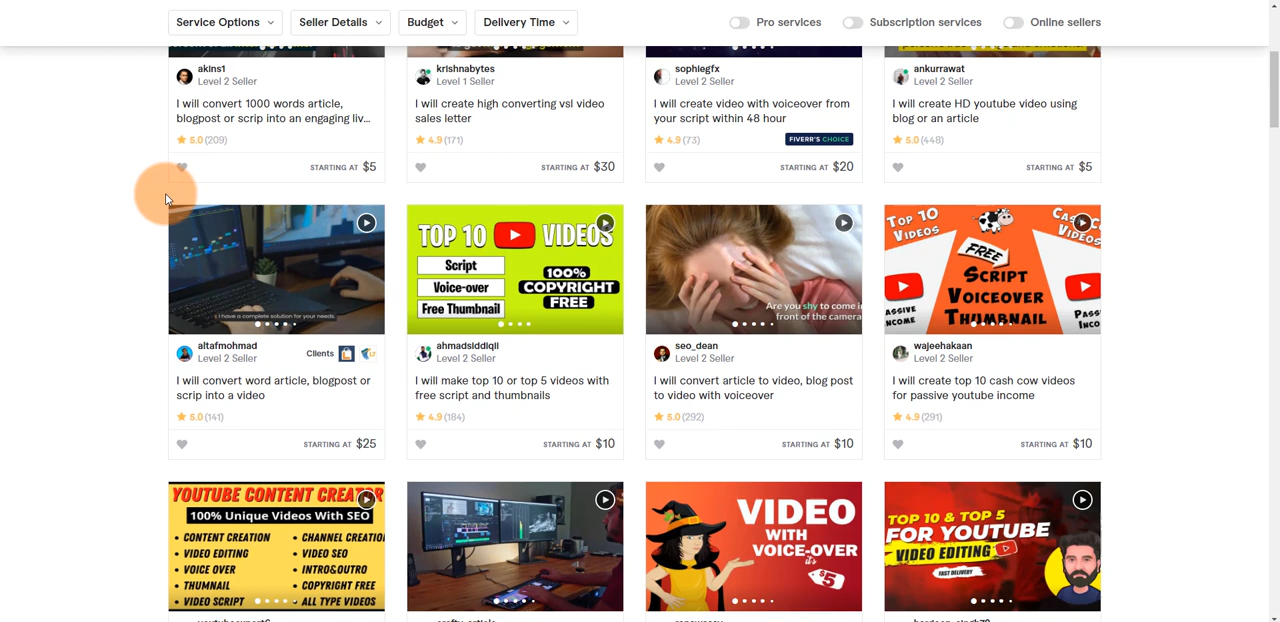 Service Options
Seller Details
Budget
Delivery Time
Pro services
Subscription services
Online sellers
akins1
Level 2 Seller
I will convert 1000 words article,
blogpost or scrip into an engaging liv...
5.0 (209)
STARTING AT $5
krishnabytes
Level 1 Seller
I will create high converting vsl video
sales letter
4.9 (171)
STARTING AT $30
sophiegfx
Level 2 Seller
I will create video with voiceover from
your script within 48 hour
4.9 (73)
FIVERR'S CHOICE
STARTING AT $20
ankurrawat
Level 2 Seller
I will create HD youtube video using
blog or an article
5.0 (448)
STARTING AT $5
I have a complete solution for your needs.
altafmohmad
Level 2 Seller
Clients
I will convert word article, blogpost or
scrip into a video
5.0 (141)
STARTING AT $25
TOP 10 VIDEOS
Script
Voice-over
Free Thumbnail
100%
COPYRIGHT
FREE
ahmadsiddiqii
Level 2 Seller
I will make top 10 or top 5 videos with
free script and thumbnails
4.9 (184)
STARTING AT $10
Are you shy to come i
front of the camera
seo_dean
Level 2 Seller
I will convert article to video, blog post
to video with voiceover
5.0 (292)
STARTING AT $10
TOP 10
VIDEOS
FREE
SCRIPT
VOICEOVER
THUMBNAIL
ASSIVE
NCOME
wajeehakaan
Level 2 Seller
I will create top 10 cash cow videos
for passive youtube income
4.9 (291)
STARTING AT $10
YOUTUBE CONTENT CREATOR
100% Unique Videos With SEO
• CONTENT CREATION
• VIDEO EDITING
• VOICE OVER
• THUMNAIL
• VIDEO SCRIPT
• CHANNEL CREATIO
• VIDEO SEO
• INTRO&OUTRO
• COPYRIGHT FREE
• ALL TYPE VIDEOS
VIDEO
WITH
VOICE-OVER
it's
$5
TOP 10 & TOP 5
FOR YOUTUBE
VIDEO EDITING
FAST DELIVERY